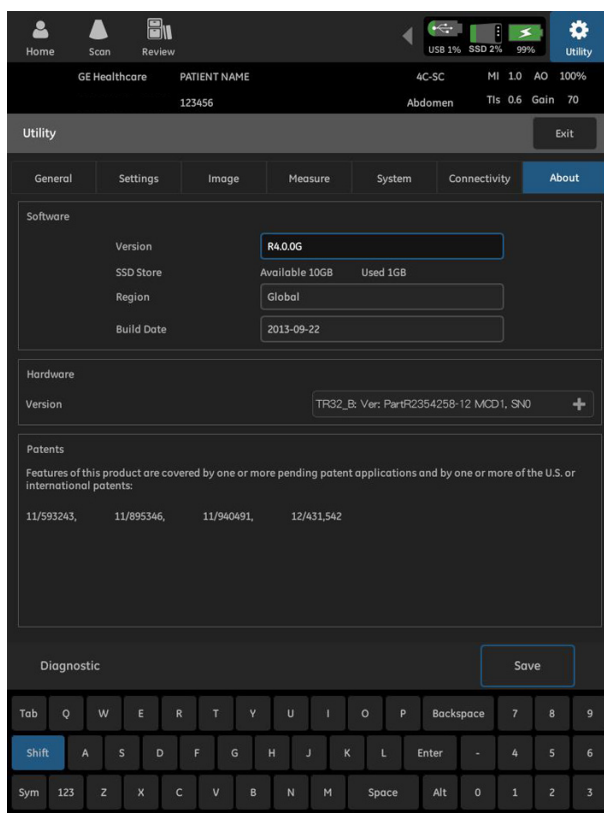 Home Scan Review USB 1% SSD 2% 99% Utility
GE Healthcare PATIENT NAME 4C-SC MI 1.0 AO 100%
123456 Abdomen TIs 0.6 Gain 70
Utility Exit
General Settings Image Measure System Connectivity About
Software
Version R4.0.0G
SSD Store Available 10GB Used 1GB
Region Global
Build Date 2013-09-22
Hardware
Version TR32_B: Ver: PartR2354258-12 MCD1, SN0 +
Patents
Features of this product are covered by one or more pending patent applications and by one or more of the U.S. or
international patents:
11/593243, 11/895346, 11/940491, 12/431,542
Diagnostic Save
Tab Q W E R T Y U I O P Backspace 7 8 9
Shift A S D F G H J K L Enter - 4 5 6
Sym 123 Z X C V B N M Space Alt 0 1 2 3